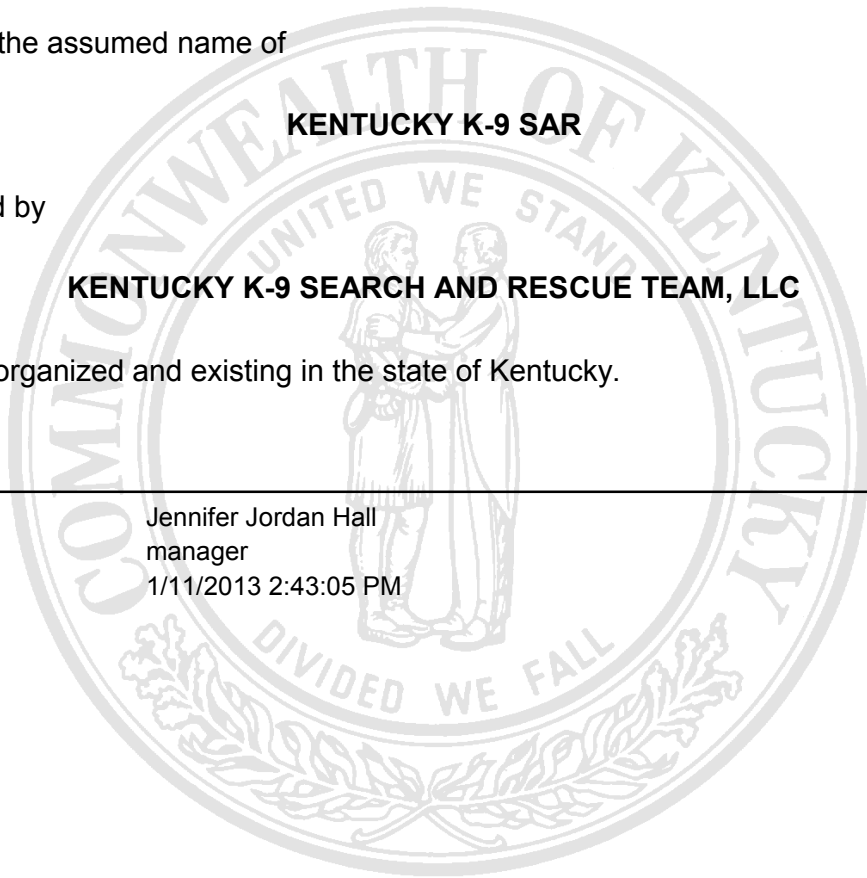 the assumed name of
KENTUCKY K-9 SAR
d by
KENTUCKY K-9 SEARCH AND RESCUE TEAM, LLC
organized and existing in the state of Kentucky.
Jennifer Jordan Hall
manager
1/11/2013 2:43:05 PM
COMMONWEALTH OF KENTUCKY
UNITED WE STAND
DIVIDED WE FALL